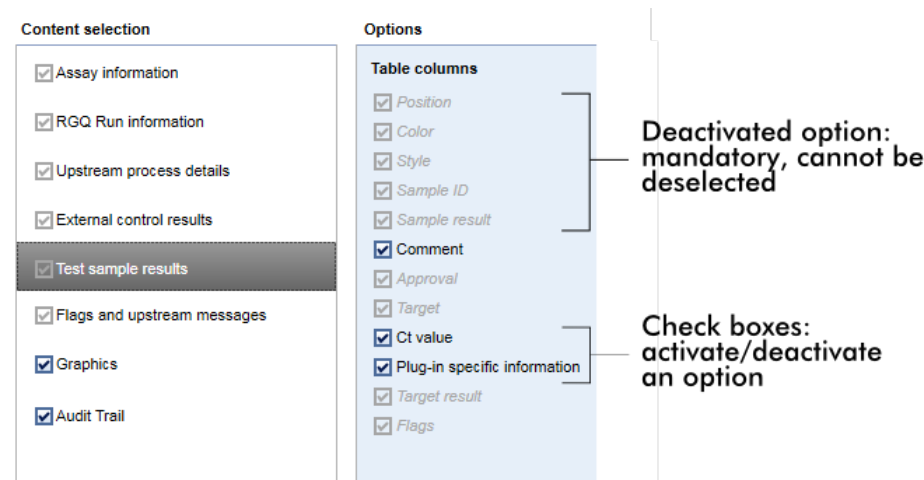 Content selection
Assay information
RGQ Run information
Upstream process details
External control results
Test sample results
Flags and upstream messages
Graphics
Audit Trail
Options
Table columns
Position
Color
Style
Sample ID
Sample result
Comment
Approval
Target
Ct value
Plug-in specific information
Target result
Flags
Deactivated option:
mandatory, cannot be
deselected
Check boxes:
activate/deactivate
an option